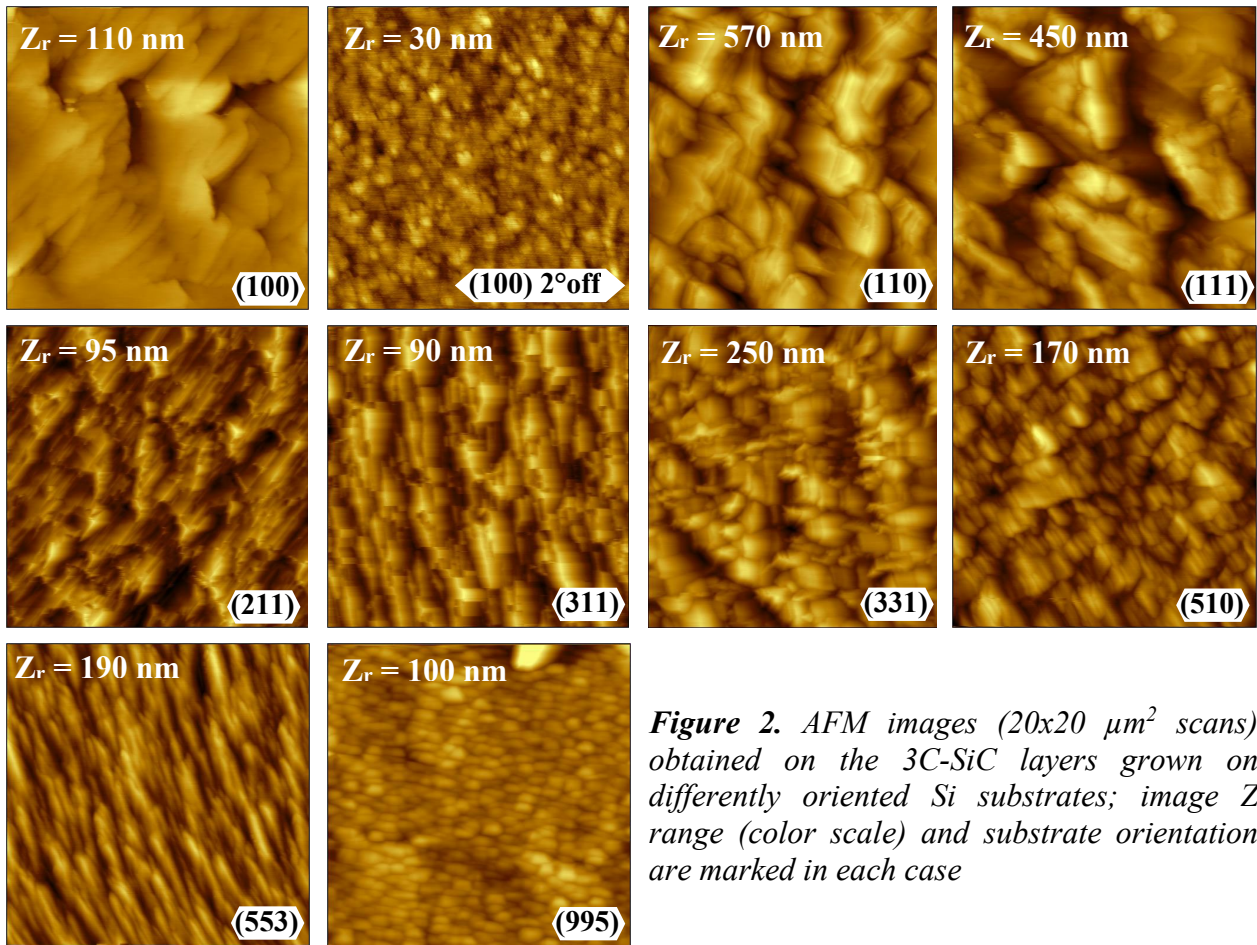 Zr = 110 nm
(100)
Zr = 30 nm
(100) 2°off
Zr = 570 nm
(110)
Zr = 450 nm
(111)
Zr = 95 nm
(211)
Zr = 90 nm
(311)
Zr = 250 nm
(331)
Zr = 170 nm
(510)
Zr = 190 nm
(553)
Zr = 100 nm
(995)
Figure 2. AFM images (20x20 µm² scans)
obtained on the 3C-SiC layers grown on
differently oriented Si substrates; image Z
range (color scale) and substrate orientation
are marked in each case